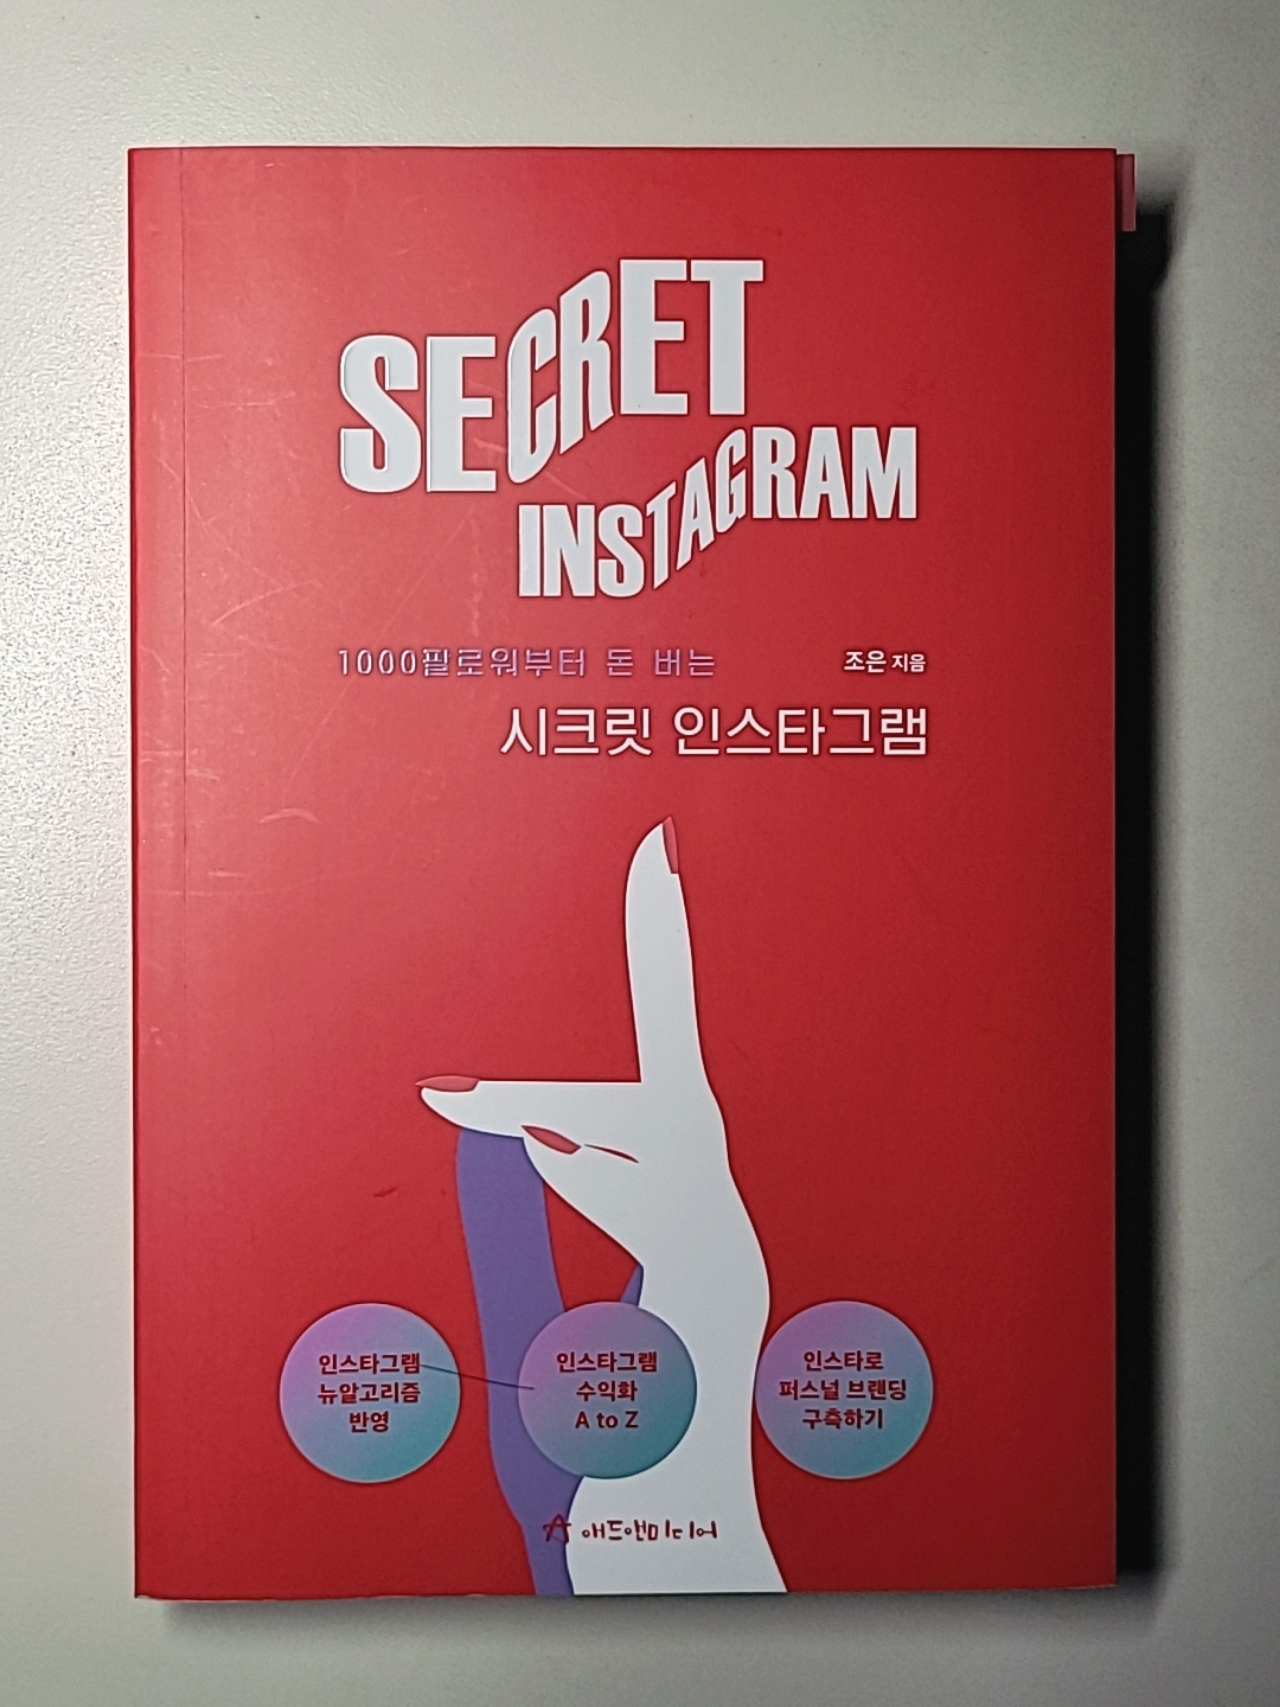 SECRET
INSTAGRAM
1000팔로워부터 돈 버는
조은 지음
시크릿 인스타그램
인스타그램
뉴알고리즘
반영
인스타그램
수익화
A to Z
인스타로
퍼스널 브랜딩
구축하기
애드앤미디어